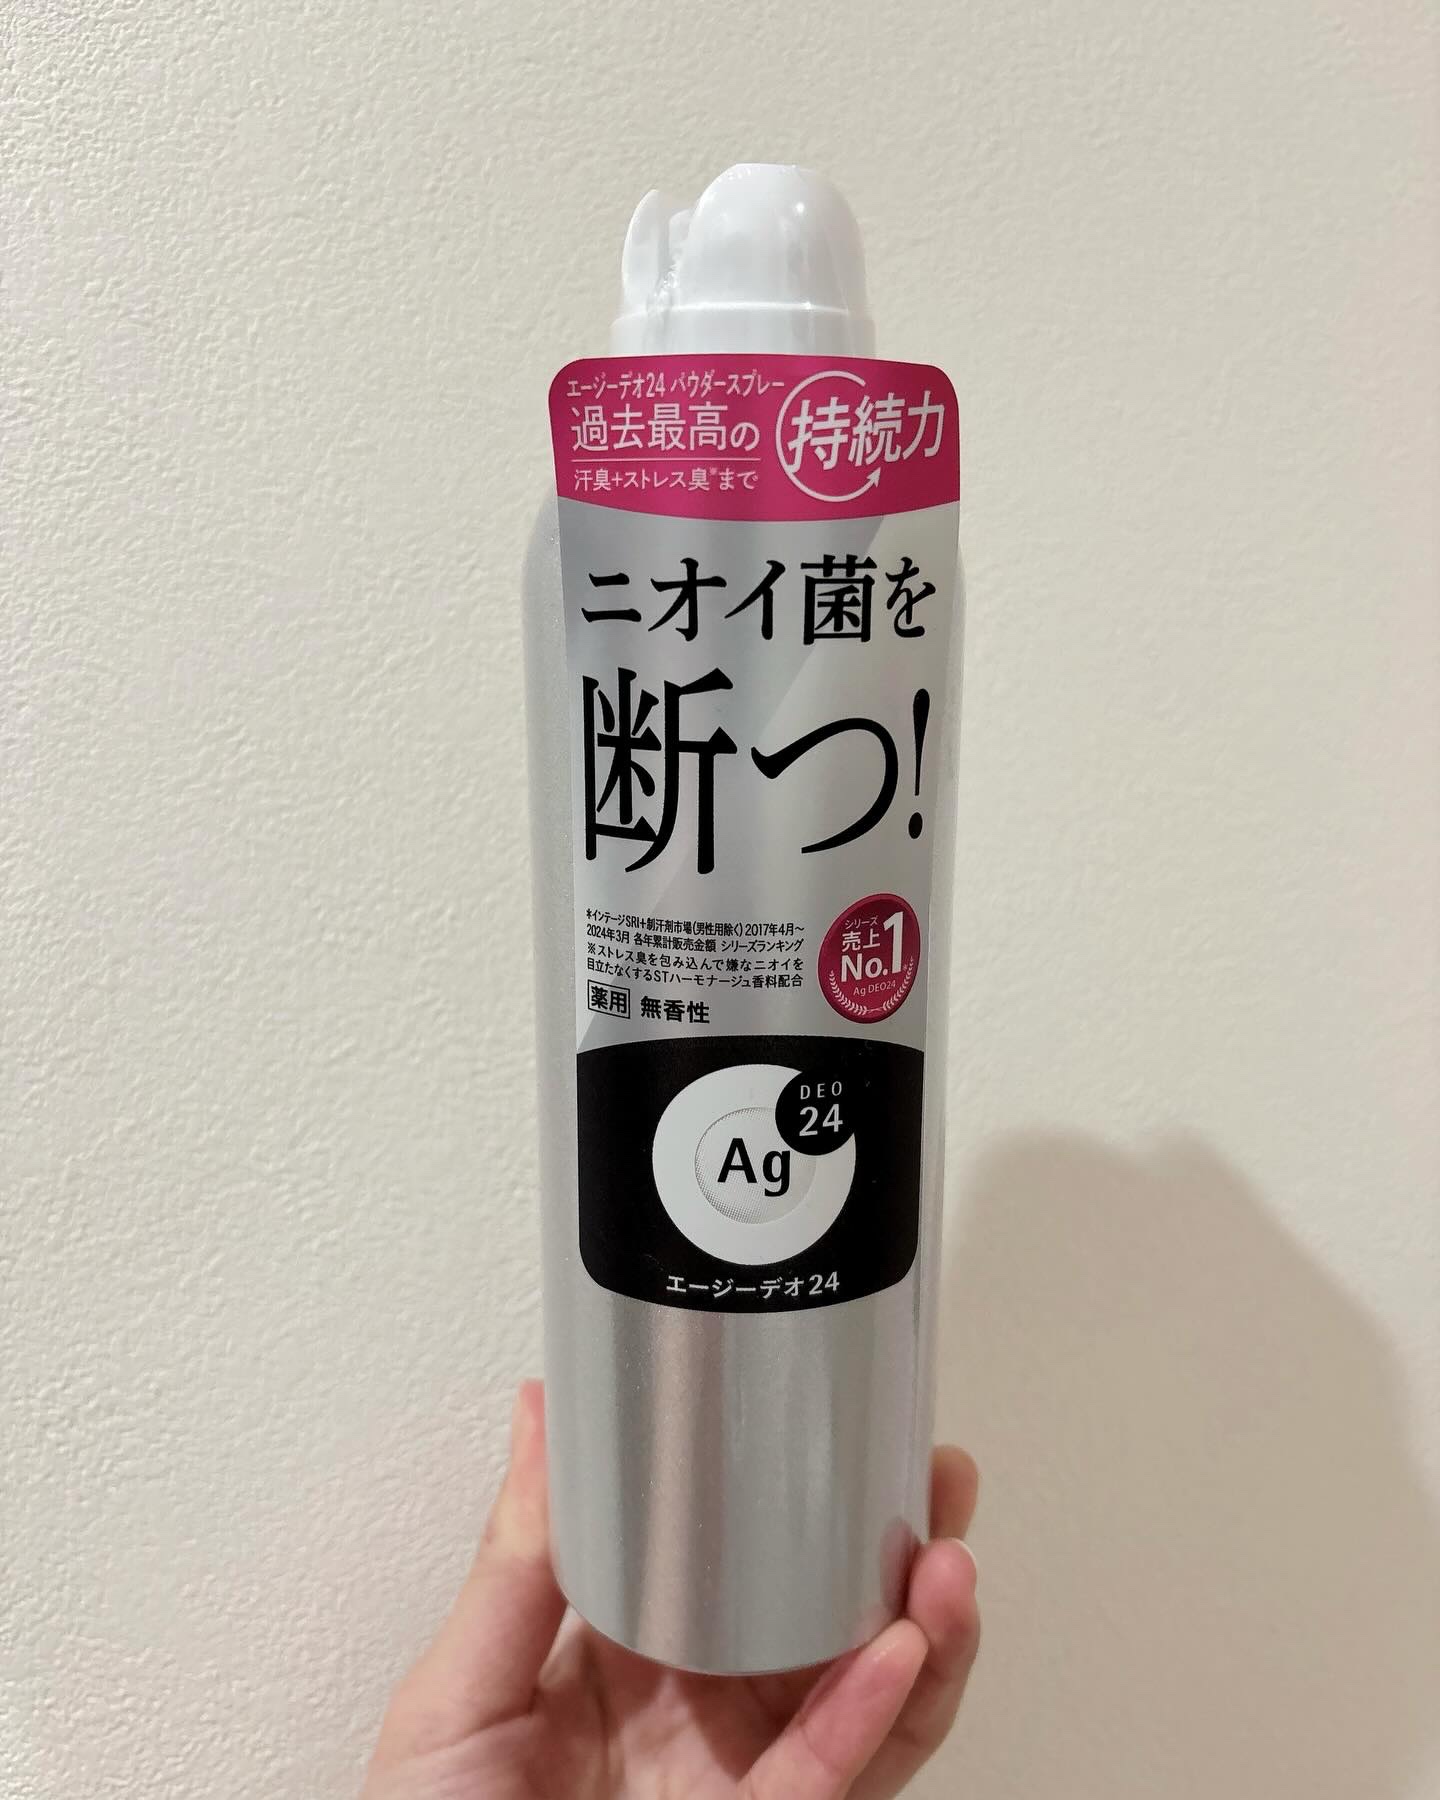 エージーデオ24 パウダースプレー
過去最高の
持続力
汗臭+ストレス臭※まで
ニオイ菌を
断つ!
*インテージSRI+制汗剤市場(男性用除く)2017年4月〜
2024年3月 各年累計販売金額 シリーズランキング
※ストレス臭を包み込んで嫌なニオイを
目立たなくするSTハーモナージュ香料配合
薬用 無香性
シリーズ
売上
No.1*
Ag DEO24
DEO
24
Ag
エージーデオ24